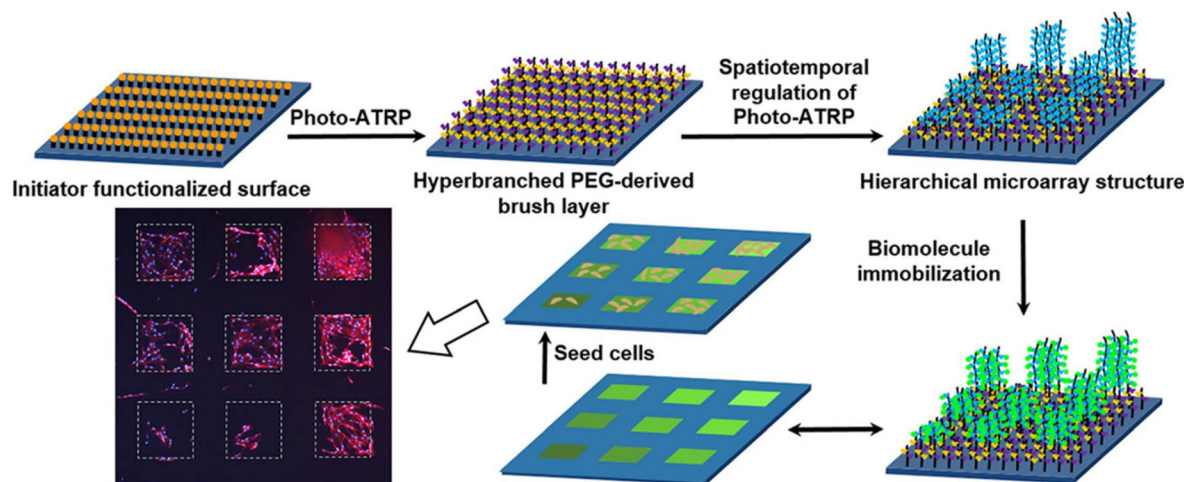 Photo-ATRP
Spatiotemporal
regulation of
Photo-ATRP
Initiator functionalized surface
Hyperbranched PEG-derived
brush layer
Hierarchical microarray structure
Biomolecule
immobilization
Seed cells